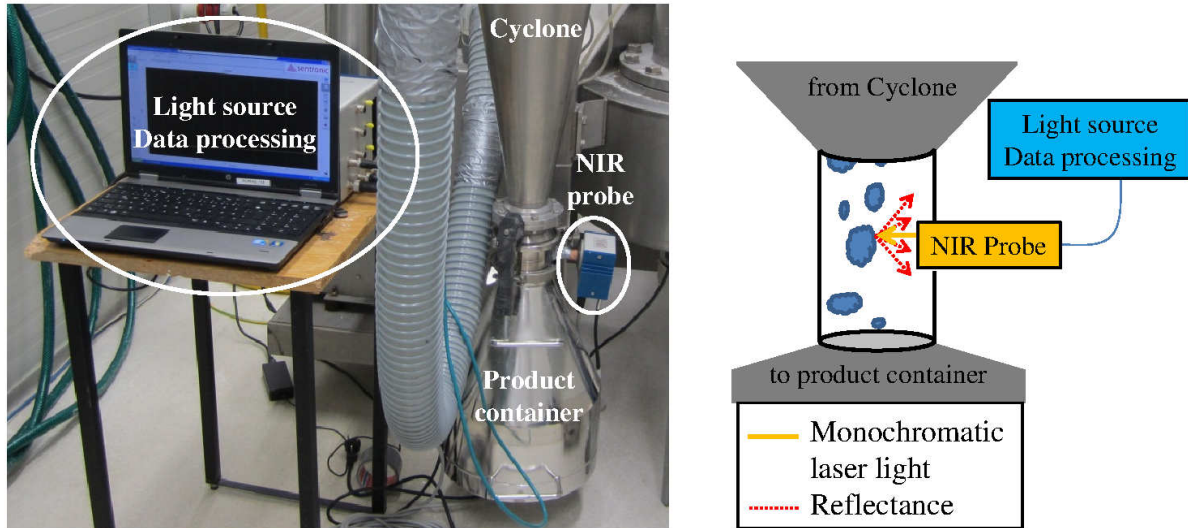 Cyclone
sentronic
Light source
Data processing
NIR
probe
Product
container
from Cyclone
Light source
Data processing
NIR Probe
to product container
Monochromatic
laser light
Reflectance